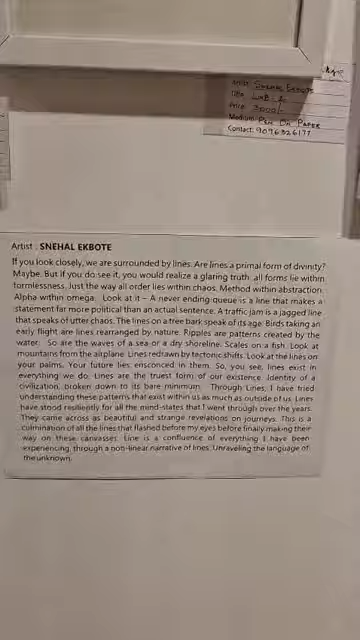 Artist: SNEHAL EKBOTE
Title:
Price: 3000/-
Medium: PEN ON PAPER
Contact: 9096326177
Artist : SNEHAL EKBOTE
If you look closely, we are surrounded by lines. Are lines a primal form of divinity?
Maybe. But if you do see it, you would realize a glaring truth: all forms lie within
formlessness. Just the way all order lies within chaos. Method within abstraction.
Alpha within omega. Look at it – A never ending queue is a line that makes a
statement far more political than an actual sentence. A traffic jam is a jagged line
that speaks of utter chaos. The lines on a tree bark speak of its age. Birds taking an
early flight are lines rearranged by nature. Ripples are patterns created by the
water. So are the waves of a sea or a dry shoreline. Scales on a fish. Look at
mountains from the airplane. Lines redrawn by tectonic shifts. Look at the lines on
your palms. Your future lies ensconced in them. So, you see, lines exist in
everything we do. Lines are the truest form of our existence. Identity of a
civilization, broken down to its bare minimum. Through Lines, I have tried
understanding these patterns that exist within us as much as outside of us. Lines
have stood resiliently for all the mind-states that I went through over the years.
They came across as beautiful and strange revelations on journeys. This is a
culmination of all the lines that flashed before my eyes before finally making their
way on these canvasses. Line is a confluence of everything I have been
experiencing, through a non-linear narrative of lines. Unraveling the language of
the unknown.